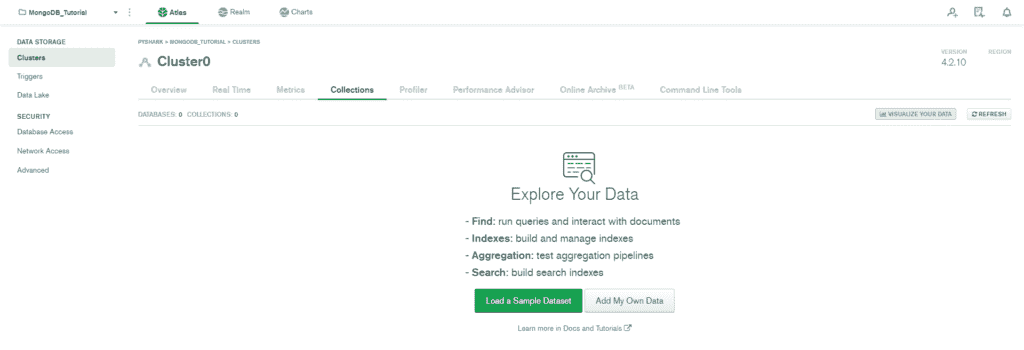 MongoDB_Tutorial
Atlas
Realm
Charts
DATA STORAGE
Clusters
Triggers
Data Lake
SECURITY
Database Access
Network Access
Advanced
PYSHARK > MONGODB_TUTORIAL > CLUSTERS
Cluster0
VERSION
4.2.10
REGION
Overview
Real Time
Metrics
Collections
Profiler
Performance Advisor
Online Archive BETA
Command Line Tools
DATABASES: 0 COLLECTIONS: 0
VISUALIZE YOUR DATA
REFRESH
Explore Your Data
- Find: run queries and interact with documents
- Indexes: build and manage indexes
- Aggregation: test aggregation pipelines
- Search: build search indexes
Load a Sample Dataset
Add My Own Data
Learn more in Docs and Tutorials